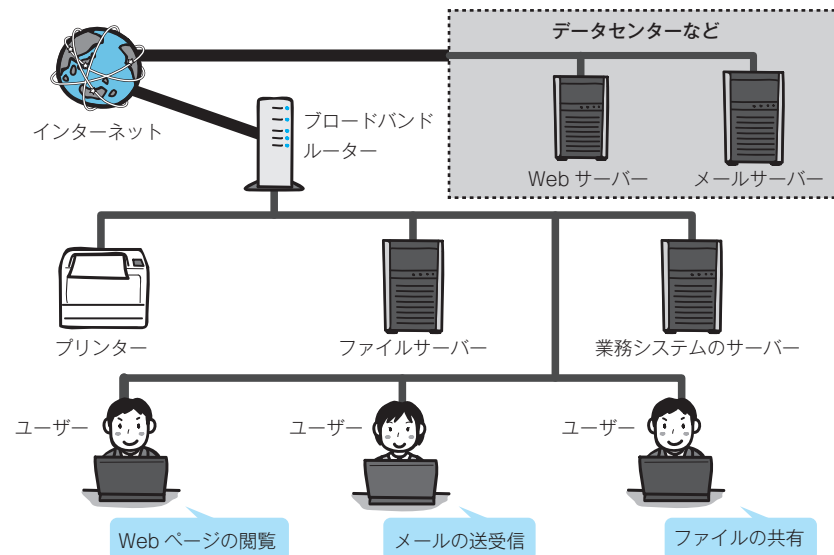 データセンターなど
インターネット
ブロードバンド
ルーター
Web サーバー
メールサーバー
プリンター
ファイルサーバー
業務システムのサーバー
ユーザー
ユーザー
ユーザー
Web ページの閲覧
メールの送受信
ファイルの共有